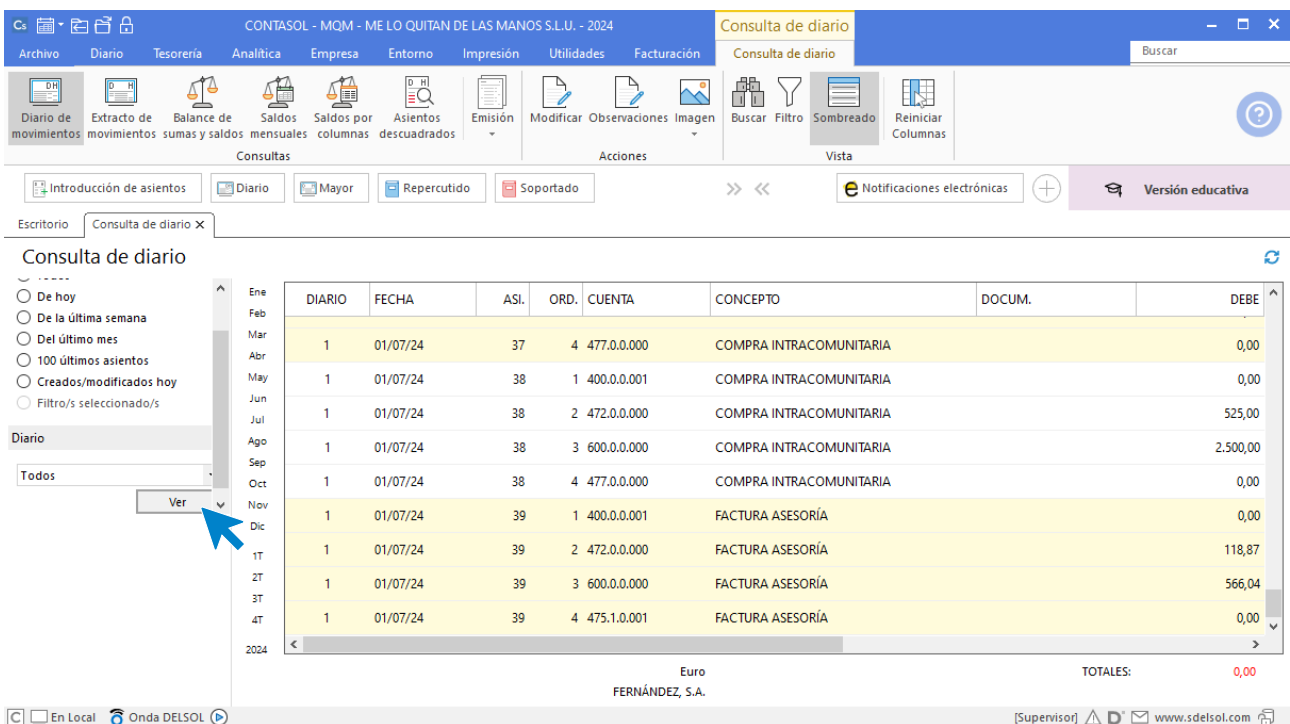 Cs CONTASOL - MQM - ME LO QUITAN DE LAS MANOS S.L.U. - 2024 Consulta de diario
Archivo Diario Tesorería Analítica Empresa Entorno Impresión Utilidades Facturación Consulta de diario Buscar
D H D H D H
Diario de movimientos Extracto de movimientos Balance de sumas y saldos Saldos mensuales Saldos por columnas Asientos descuadrados Emisión Modificar Observaciones Imagen Buscar Filtro Sombreado Reiniciar Columnas
Consultas Acciones Vista
Introducción de asientos Diario Mayor Repercutido Soportado Notificaciones electrónicas Versión educativa
Escritorio Consulta de diario X
Consulta de diario
De hoy
De la última semana
Del último mes
100 últimos asientos
Creados/modificados hoy
Filtro/s seleccionado/s
Diario
Todos
Ver
Ene
Feb
Mar
Abr
May
Jun
Jul
Ago
Sep
Oct
Nov
Dic
1T
2T
3T
4T
2024
DIARIO FECHA ASI. ORD. CUENTA CONCEPTO DOCUM. DEBE
1 01/07/24 37 4 477.0.0.000 COMPRA INTRACOMUNITARIA 0,00
1 01/07/24 38 1 400.0.0.001 COMPRA INTRACOMUNITARIA 0,00
1 01/07/24 38 2 472.0.0.000 COMPRA INTRACOMUNITARIA 525,00
1 01/07/24 38 3 600.0.0.000 COMPRA INTRACOMUNITARIA 2.500,00
1 01/07/24 38 4 477.0.0.000 COMPRA INTRACOMUNITARIA 0,00
1 01/07/24 39 1 400.0.0.001 FACTURA ASESORÍA 0,00
1 01/07/24 39 2 472.0.0.000 FACTURA ASESORÍA 118,87
1 01/07/24 39 3 600.0.0.000 FACTURA ASESORÍA 566,04
1 01/07/24 39 4 475.1.0.001 FACTURA ASESORÍA 0,00
Euro TOTALES: 0,00
FERNÁNDEZ, S.A.
C En Local Onda DELSOL [Supervisor] D www.sdelsol.com